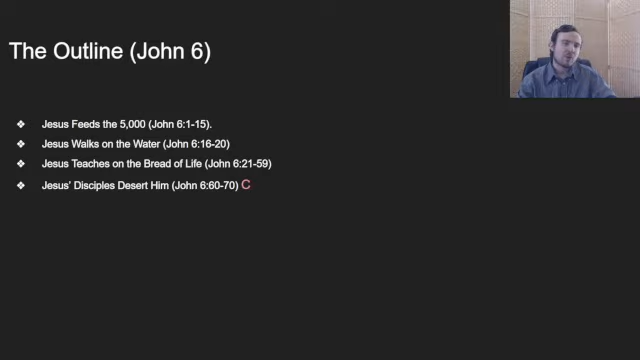 The Outline (John 6)
❖ Jesus Feeds the 5,000 (John 6:1-15).
❖ Jesus Walks on the Water (John 6:16-20)
❖ Jesus Teaches on the Bread of Life (John 6:21-59)
❖ Jesus' Disciples Desert Him (John 6:60-70) C